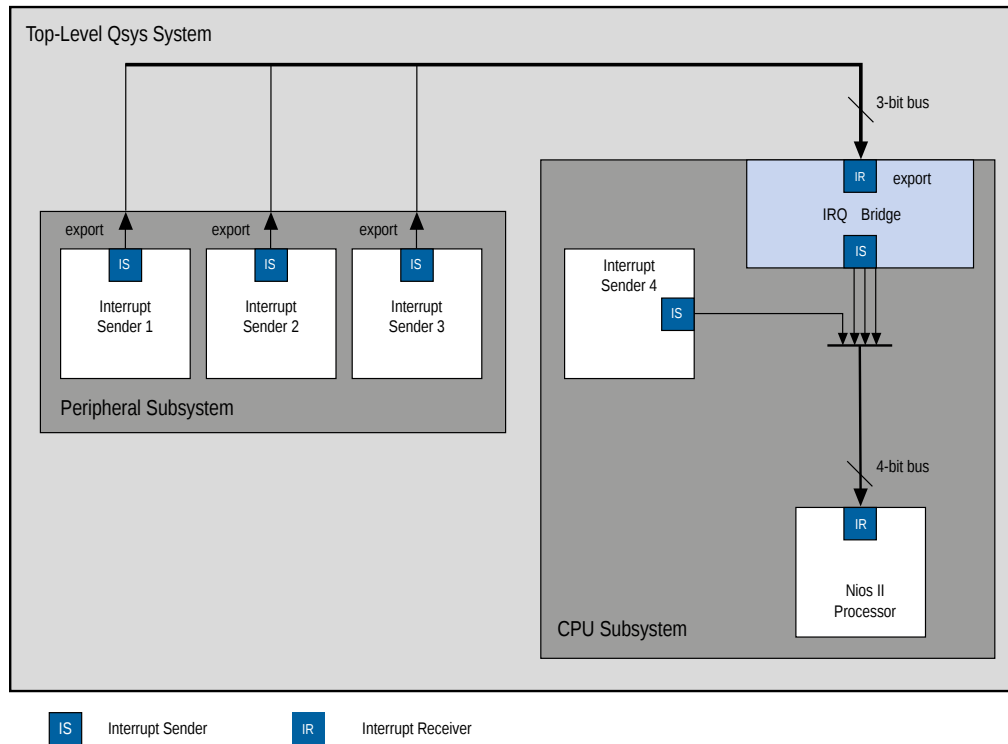 Top-Level Qsys System
3-bit bus
IR
export
IRQ Bridge
IS
export
export
export
IS
IS
IS
Interrupt
Sender 1
Interrupt
Sender 2
Interrupt
Sender 3
Peripheral Subsystem
Interrupt
Sender 4
IS
4-bit bus
IR
Nios II
Processor
CPU Subsystem
IS
Interrupt Sender
IR
Interrupt Receiver